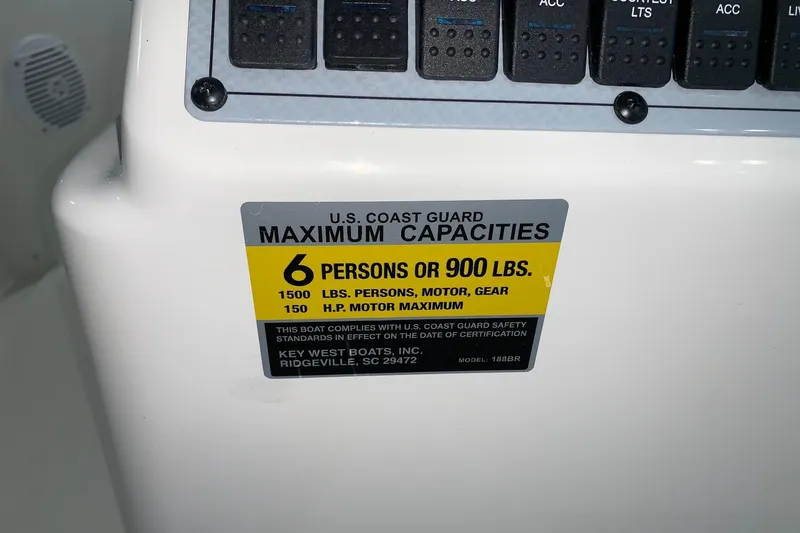 ACC
LTS
ACC
U.S. COAST GUARD
MAXIMUM CAPACITIES
6 PERSONS OR 900 LBS.
1500 LBS. PERSONS, MOTOR, GEAR
150 H.P. MOTOR MAXIMUM
THIS BOAT COMPLIES WITH U.S. COAST GUARD SAFETY
STANDARDS IN EFFECT ON THE DATE OF CERTIFICATION
KEY WEST BOATS, INC.
RIDGEVILLE, SC 29472 MODEL: 188BR